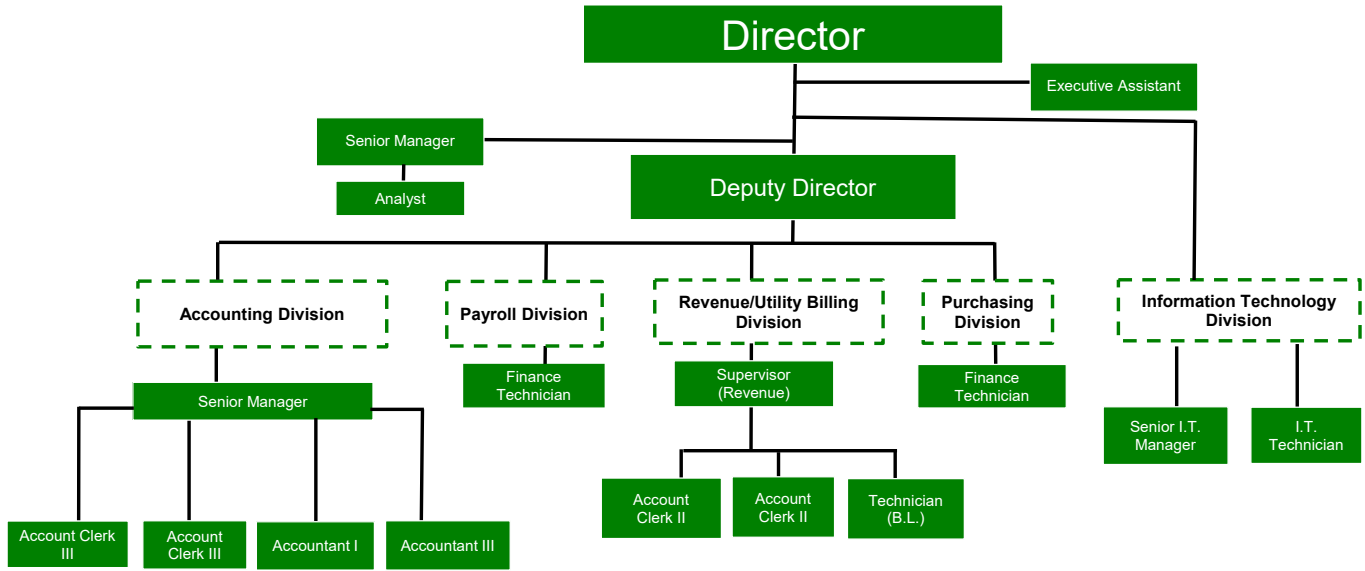 Director
Executive Assistant
Senior Manager
Analyst
Deputy Director
Accounting Division
Payroll Division
Revenue/Utility Billing
Division
Purchasing
Division
Information Technology
Division
Finance
Technician
Supervisor
(Revenue)
Finance
Technician
Senior Manager
Senior I.T.
Manager
I.T.
Technician
Account Clerk
III
Account
Clerk III
Accountant I
Accountant III
Account
Clerk II
Account
Clerk II
Technician
(B.L.)